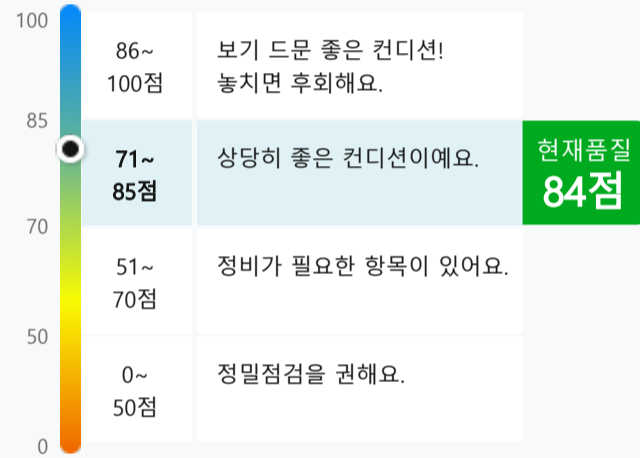 100
86~
100점
보기 드문 좋은 컨디션!
놓치면 후회해요.
85
71~
85점
상당히 좋은 컨디션이예요.
현재품질
84점
70
51~
70점
정비가 필요한 항목이 있어요.
50
0~
50점
정밀점검을 권해요.
0